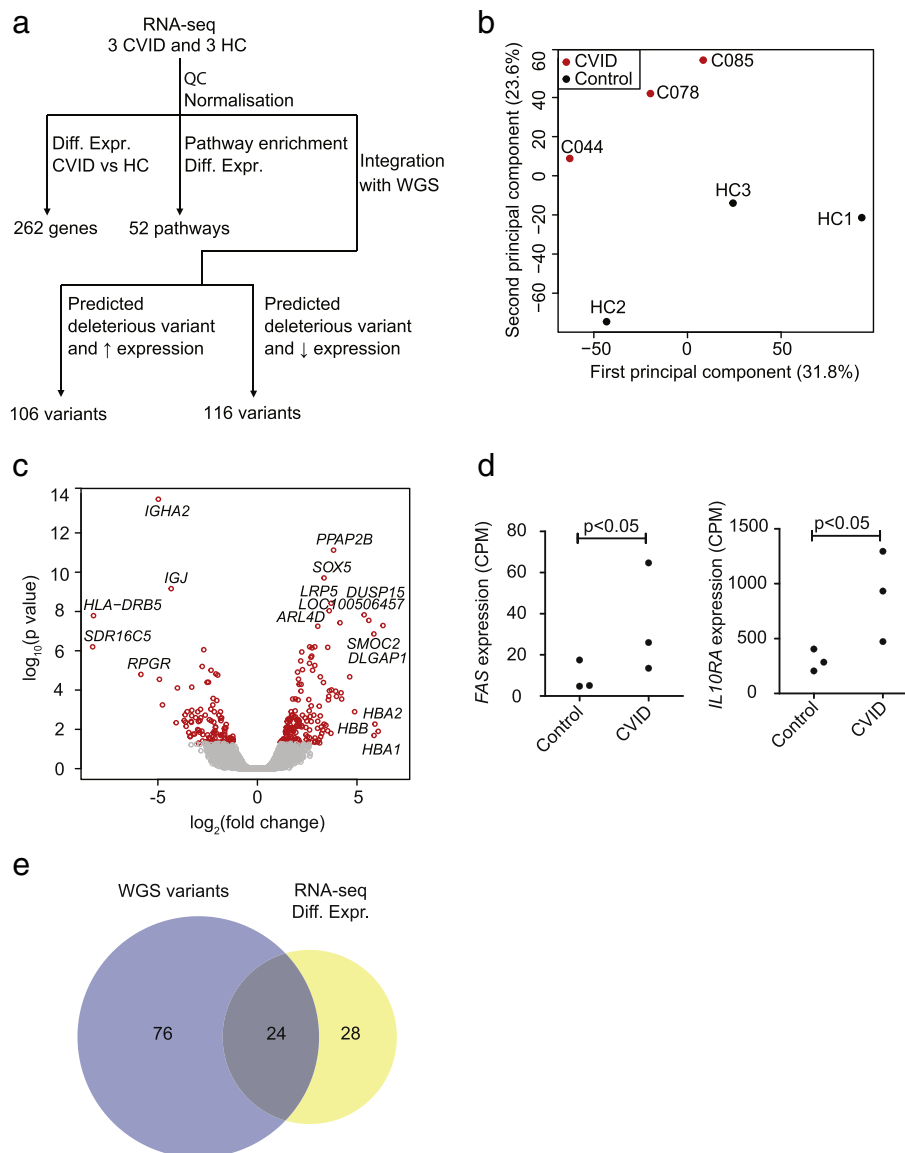 a
RNA-seq
3 CVID and 3 HC
QC
Normalisation
Diff. Expr.
CVID vs HC
Pathway enrichment
Diff. Expr.
Integration
with WGS
262 genes
52 pathways
Predicted
deleterious variant
and ↑ expression
Predicted
deleterious variant
and ↓ expression
106 variants
116 variants
b
CVID
Control
C085
C078
C044
HC3
HC1
HC2
60
40
20
0
−20
−40
−60
Second principal component (23.6%)
−50
0
50
First principal component (31.8%)
c
14
12
10
8
6
4
2
0
log10(p value)
IGHA2
IGJ
HLA−DRB5
SDR16C5
RPGR
PPAP2B
SOX5
LRP5
DUSP15
LOC100506457
ARL4D
SMOC2
DLGAP1
HBA2
HBB
HBA1
-5
0
5
log2(fold change)
d
FAS expression (CPM)
80
60
40
20
0
p<0.05
Control
CVID
IL10RA expression (CPM)
1500
1000
500
0
p<0.05
Control
CVID
e
WGS variants
RNA-seq
Diff. Expr.
76
24
28